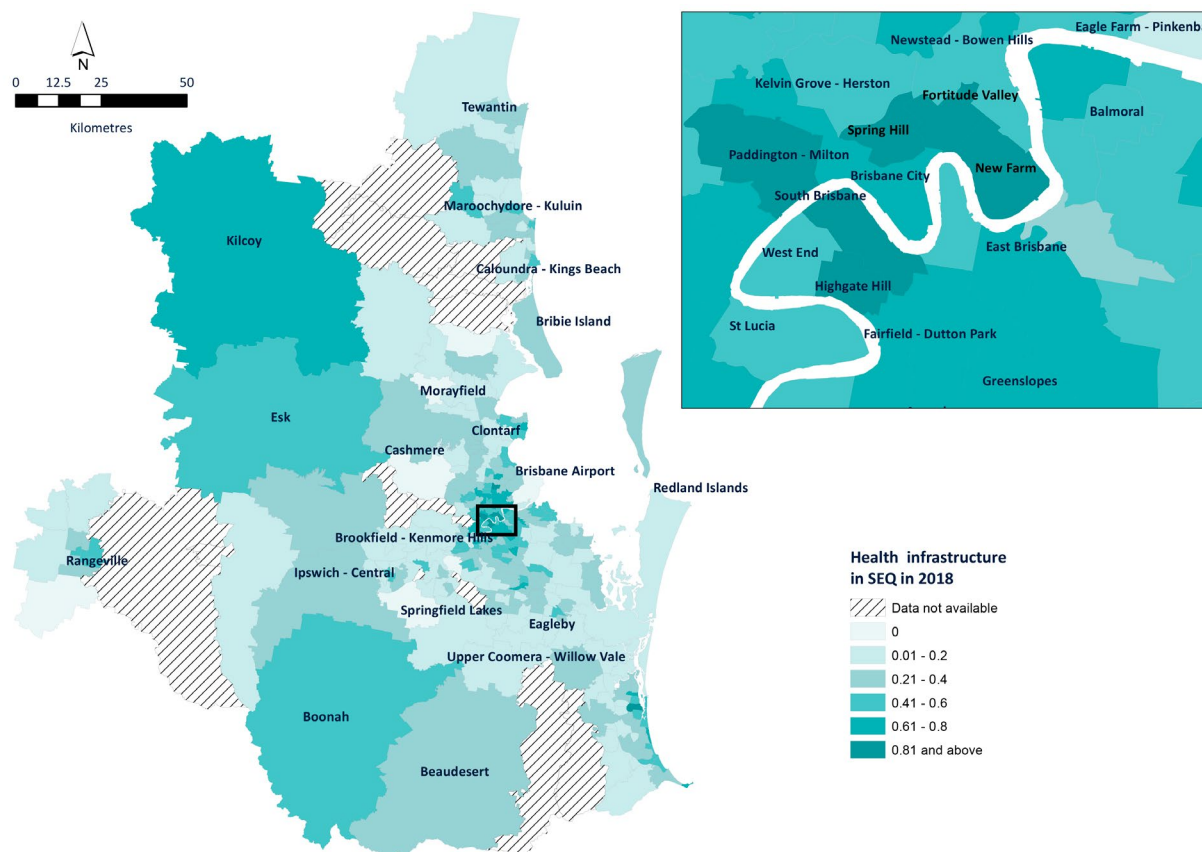 N
0 12.5 25 50
Kilometres
Tewantin
Maroochydore - Kuluin
Kilcoy
Caloundra - Kings Beach
Bribie Island
Morayfield
Esk
Clontarf
Cashmere
Brisbane Airport
Redland Islands
Brookfield - Kenmore Hills
Rangeville
Ipswich - Central
Springfield Lakes
Eagleby
Upper Coomera - Willow Vale
Boonah
Beaudesert
Eagle Farm - Pinkenba
Newstead - Bowen Hills
Kelvin Grove - Herston
Fortitude Valley
Balmoral
Spring Hill
Paddington - Milton
New Farm
Brisbane City
South Brisbane
East Brisbane
West End
Highgate Hill
St Lucia
Fairfield - Dutton Park
Greenslopes
Health infrastructure
in SEQ in 2018
Data not available
0
0.01 - 0.2
0.21 - 0.4
0.41 - 0.6
0.61 - 0.8
0.81 and above